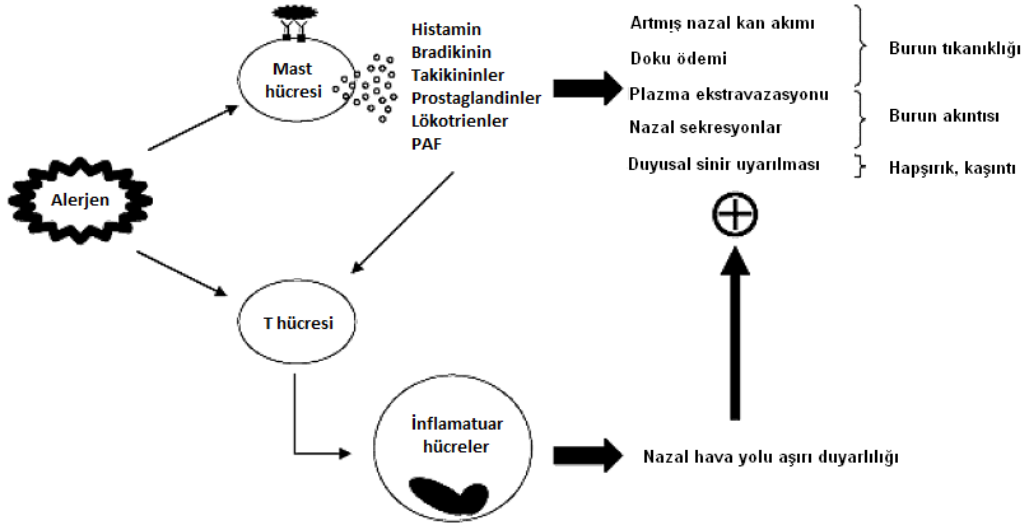 Histamin
Bradikinin
Takikininler
Prostaglandinler
Lökotrienler
PAF
Mast
hücresi
Artmış nazal kan akımı
Doku ödemi
Burun tıkanıklığı
Plazma ekstravazasyonu
Nazal sekresyonlar
Burun akıntısı
Duyusal sinir uyarılması
Hapşırık, kaşıntı
Alerjen
T hücresi
İnflamatuar
hücreler
Nazal hava yolu aşırı duyarlılığı